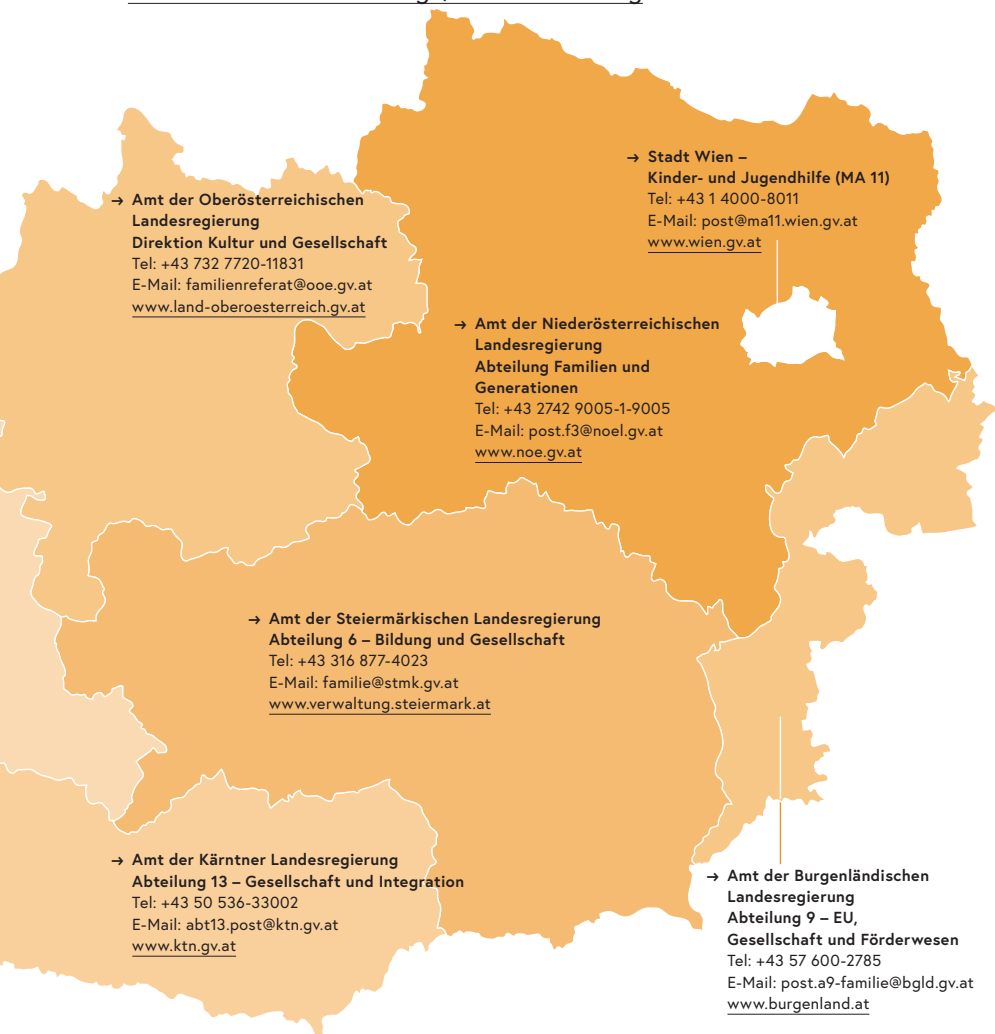 → Stadt Wien –
Kinder- und Jugendhilfe (MA 11)
Tel: +43 1 4000-8011
E-Mail: post@ma11.wien.gv.at
www.wien.gv.at
→ Amt der Oberösterreichischen
Landesregierung
Direktion Kultur und Gesellschaft
Tel: +43 732 7720-11831
E-Mail: familienreferat@ooe.gv.at
www.land-oberoesterreich.gv.at
→ Amt der Niederösterreichischen
Landesregierung
Abteilung Familien und
Generationen
Tel: +43 2742 9005-1-9005
E-Mail: post.f3@noel.gv.at
www.noe.gv.at
→ Amt der Steiermärkischen Landesregierung
Abteilung 6 – Bildung und Gesellschaft
Tel: +43 316 877-4023
E-Mail: familie@stmk.gv.at
www.verwaltung.steiermark.at
→ Amt der Kärntner Landesregierung
Abteilung 13 – Gesellschaft und Integration
Tel: +43 50 536-33002
E-Mail: abt13.post@ktn.gv.at
www.ktn.gv.at
→ Amt der Burgenländischen
Landesregierung
Abteilung 9 – EU,
Gesellschaft und Förderwesen
Tel: +43 57 600-2785
E-Mail: post.a9-familie@bgld.gv.at
www.burgenland.at